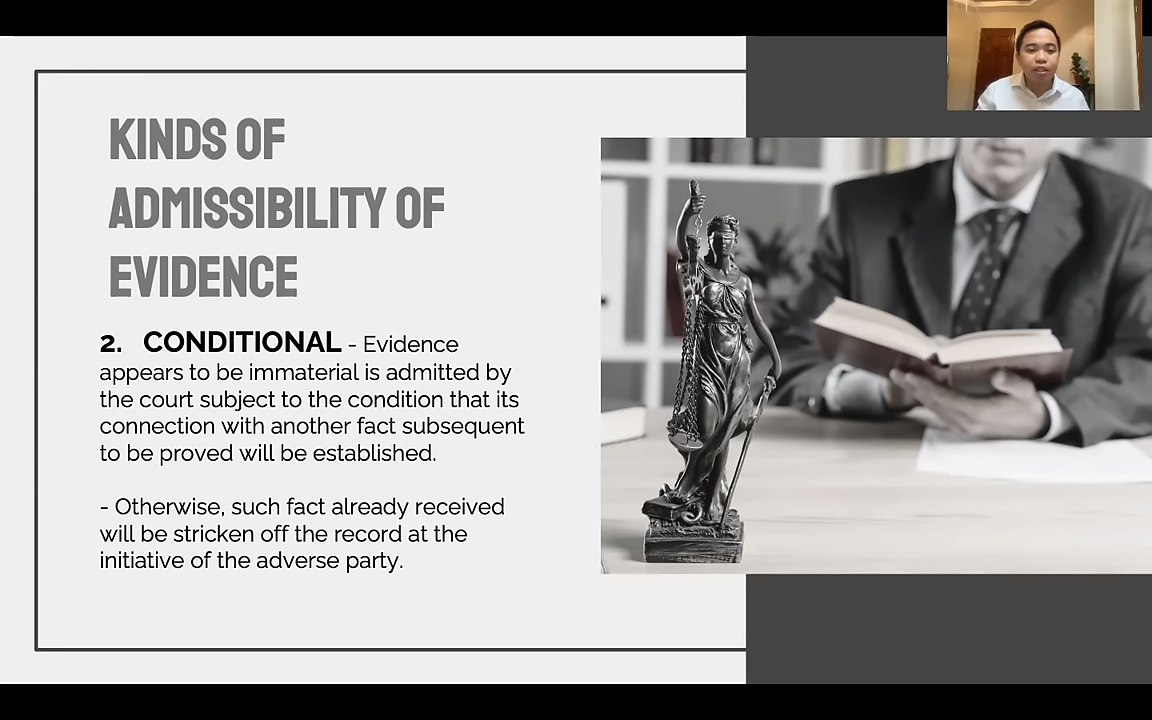 KINDS OF
ADMISSIBILITY OF
EVIDENCE
2. CONDITIONAL - Evidence
appears to be immaterial is admitted by
the court subject to the condition that its
connection with another fact subsequent
to be proved will be established.
- Otherwise, such fact already received
will be stricken off the record at the
initiative of the adverse party.